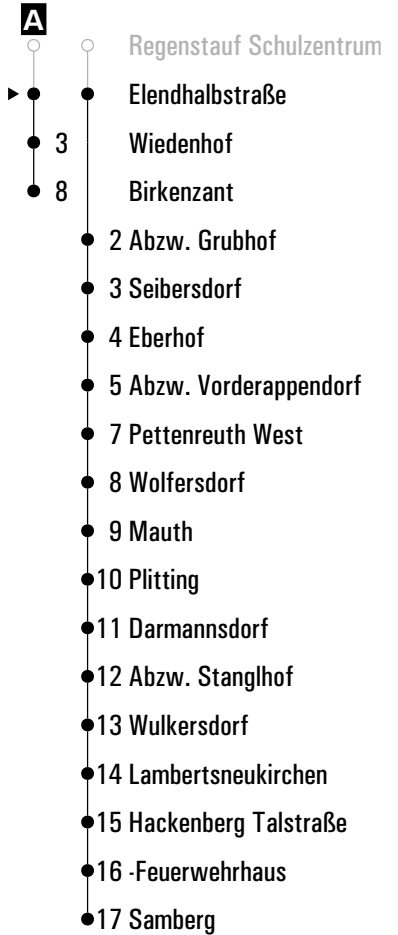 A
Regenstauf Schulzentrum
Elendhalbstraße
3 Wiedenhof
8 Birkenzant
2 Abzw. Grubhof
3 Seibersdorf
4 Eberhof
5 Abzw. Vorderappendorf
7 Pettenreuth West
8 Wolfersdorf
9 Mauth
10 Plitting
11 Darmannsdorf
12 Abzw. Stanglhof
13 Wulkersdorf
14 Lambertsneukirchen
15 Hackenberg Talstraße
16 -Feuerwehrhaus
17 Samberg